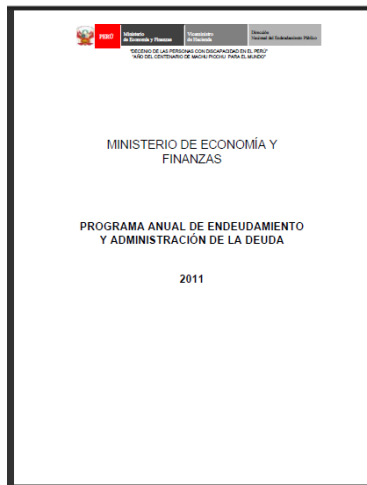 PERÚ
Ministerio
de Economía y Finanzas
Viceministro
de Hacienda
Dirección
Nacional del Endeudamiento Público
"DECENIO DE LAS PERSONAS CON DISCAPACIDAD EN EL PERÚ"
"AÑO DEL CENTENARIO DE MACHU PICCHU PARA EL MUNDO"
MINISTERIO DE ECONOMÍA Y
FINANZAS
PROGRAMA ANUAL DE ENDEUDAMIENTO
Y ADMINISTRACIÓN DE LA DEUDA
2011